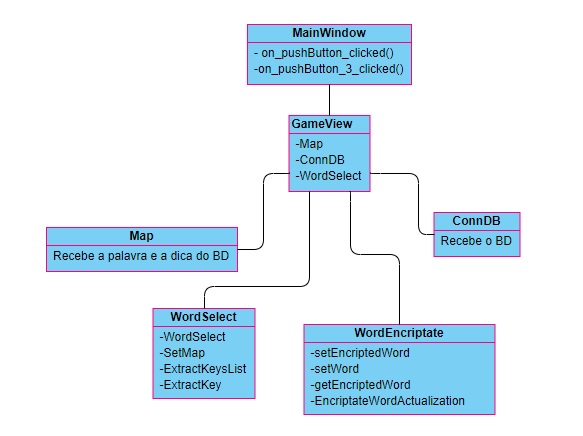 MainWindow
- on_pushButton_clicked()
-on_pushButton_3_clicked()
GameView
-Map
-ConnDB
-WordSelect
Map
Recebe a palavra e a dica do BD
ConnDB
Recebe o BD
WordSelect
-WordSelect
-SetMap
-ExtractKeysList
-ExtractKey
WordEncriptate
-setEncriptedWord
-setWord
-getEncriptedWord
-EncriptateWordActualization